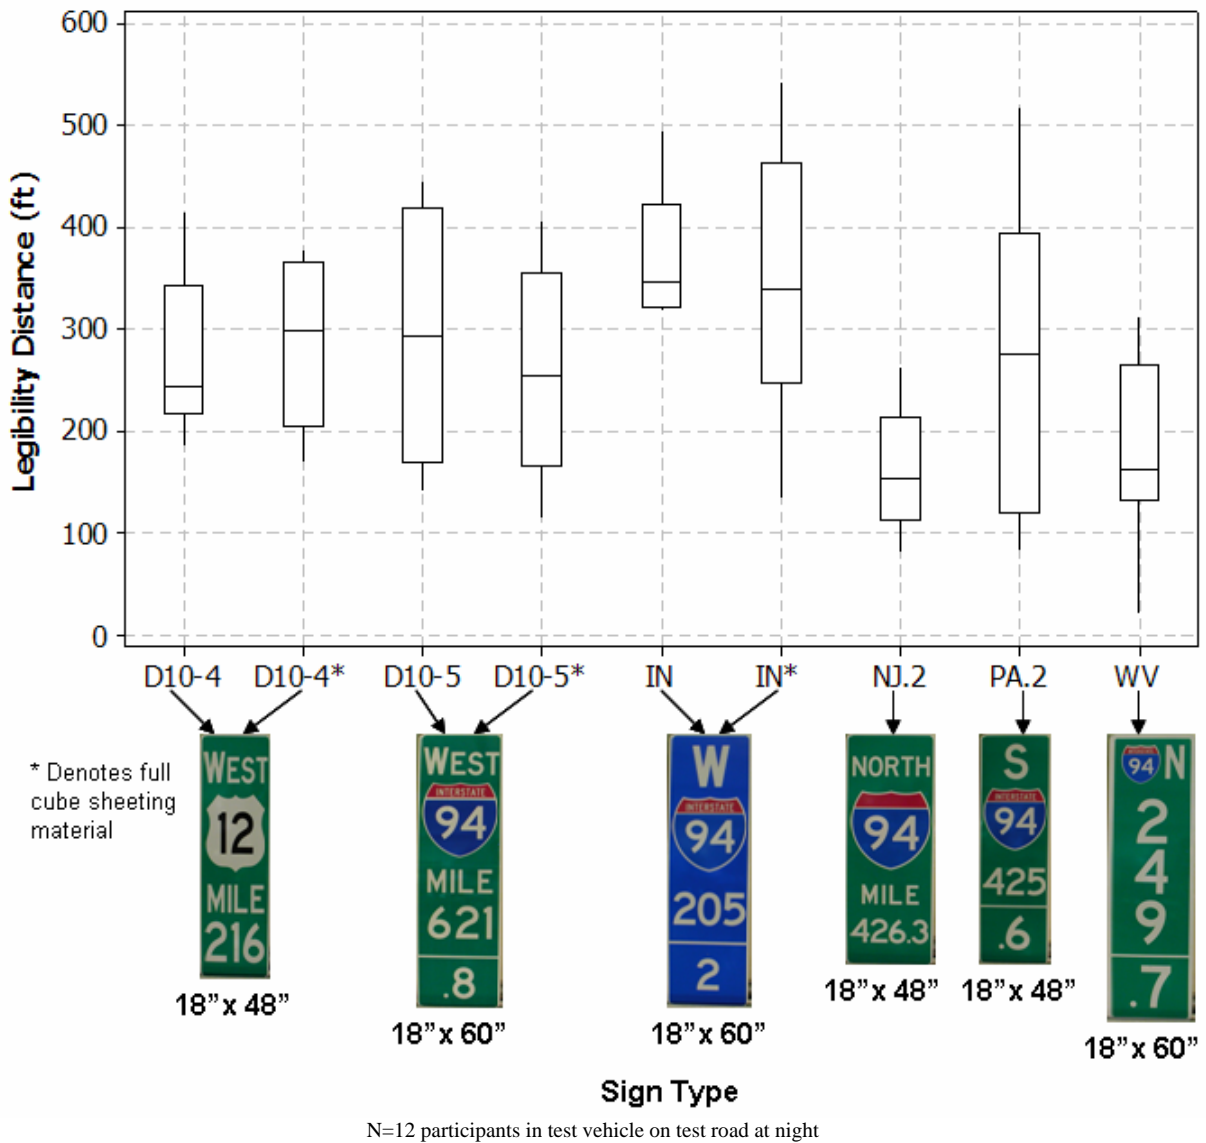 600
500
400
300
200
100
0
Legibility Distance (ft)
D10-4 D10-4* D10-5 D10-5* IN IN* NJ.2 PA.2 WV
* Denotes full
cube sheeting
material
WEST
12
MILE
216
18” x 48”
WEST
INTERSTATE
94
MILE
621
.8
18” x 60”
W
INTERSTATE
94
205
2
18” x 60”
NORTH
94
MILE
426.3
18” x 48”
S
INTERSTATE
94
425
.6
18” x 48”
94 N
2
4
9
.7
18” x 60”
Sign Type
N=12 participants in test vehicle on test road at night